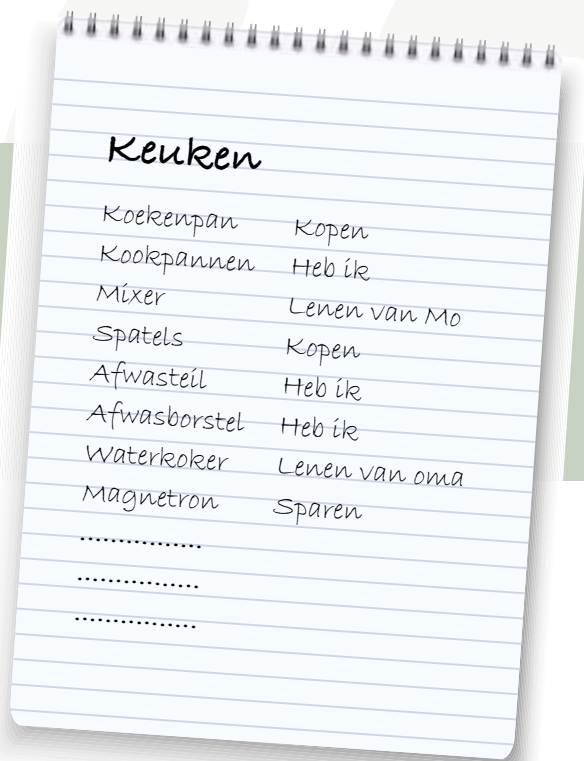 Keuken
Koekenpan Kopen
Kookpannen Heb ik
Mixer Lenen van Mo
Spatels Kopen
Afwasteil Heb ik
Afwasborstel Heb ik
Waterkoker Lenen van oma
Magnetron Sparen
................
................
................